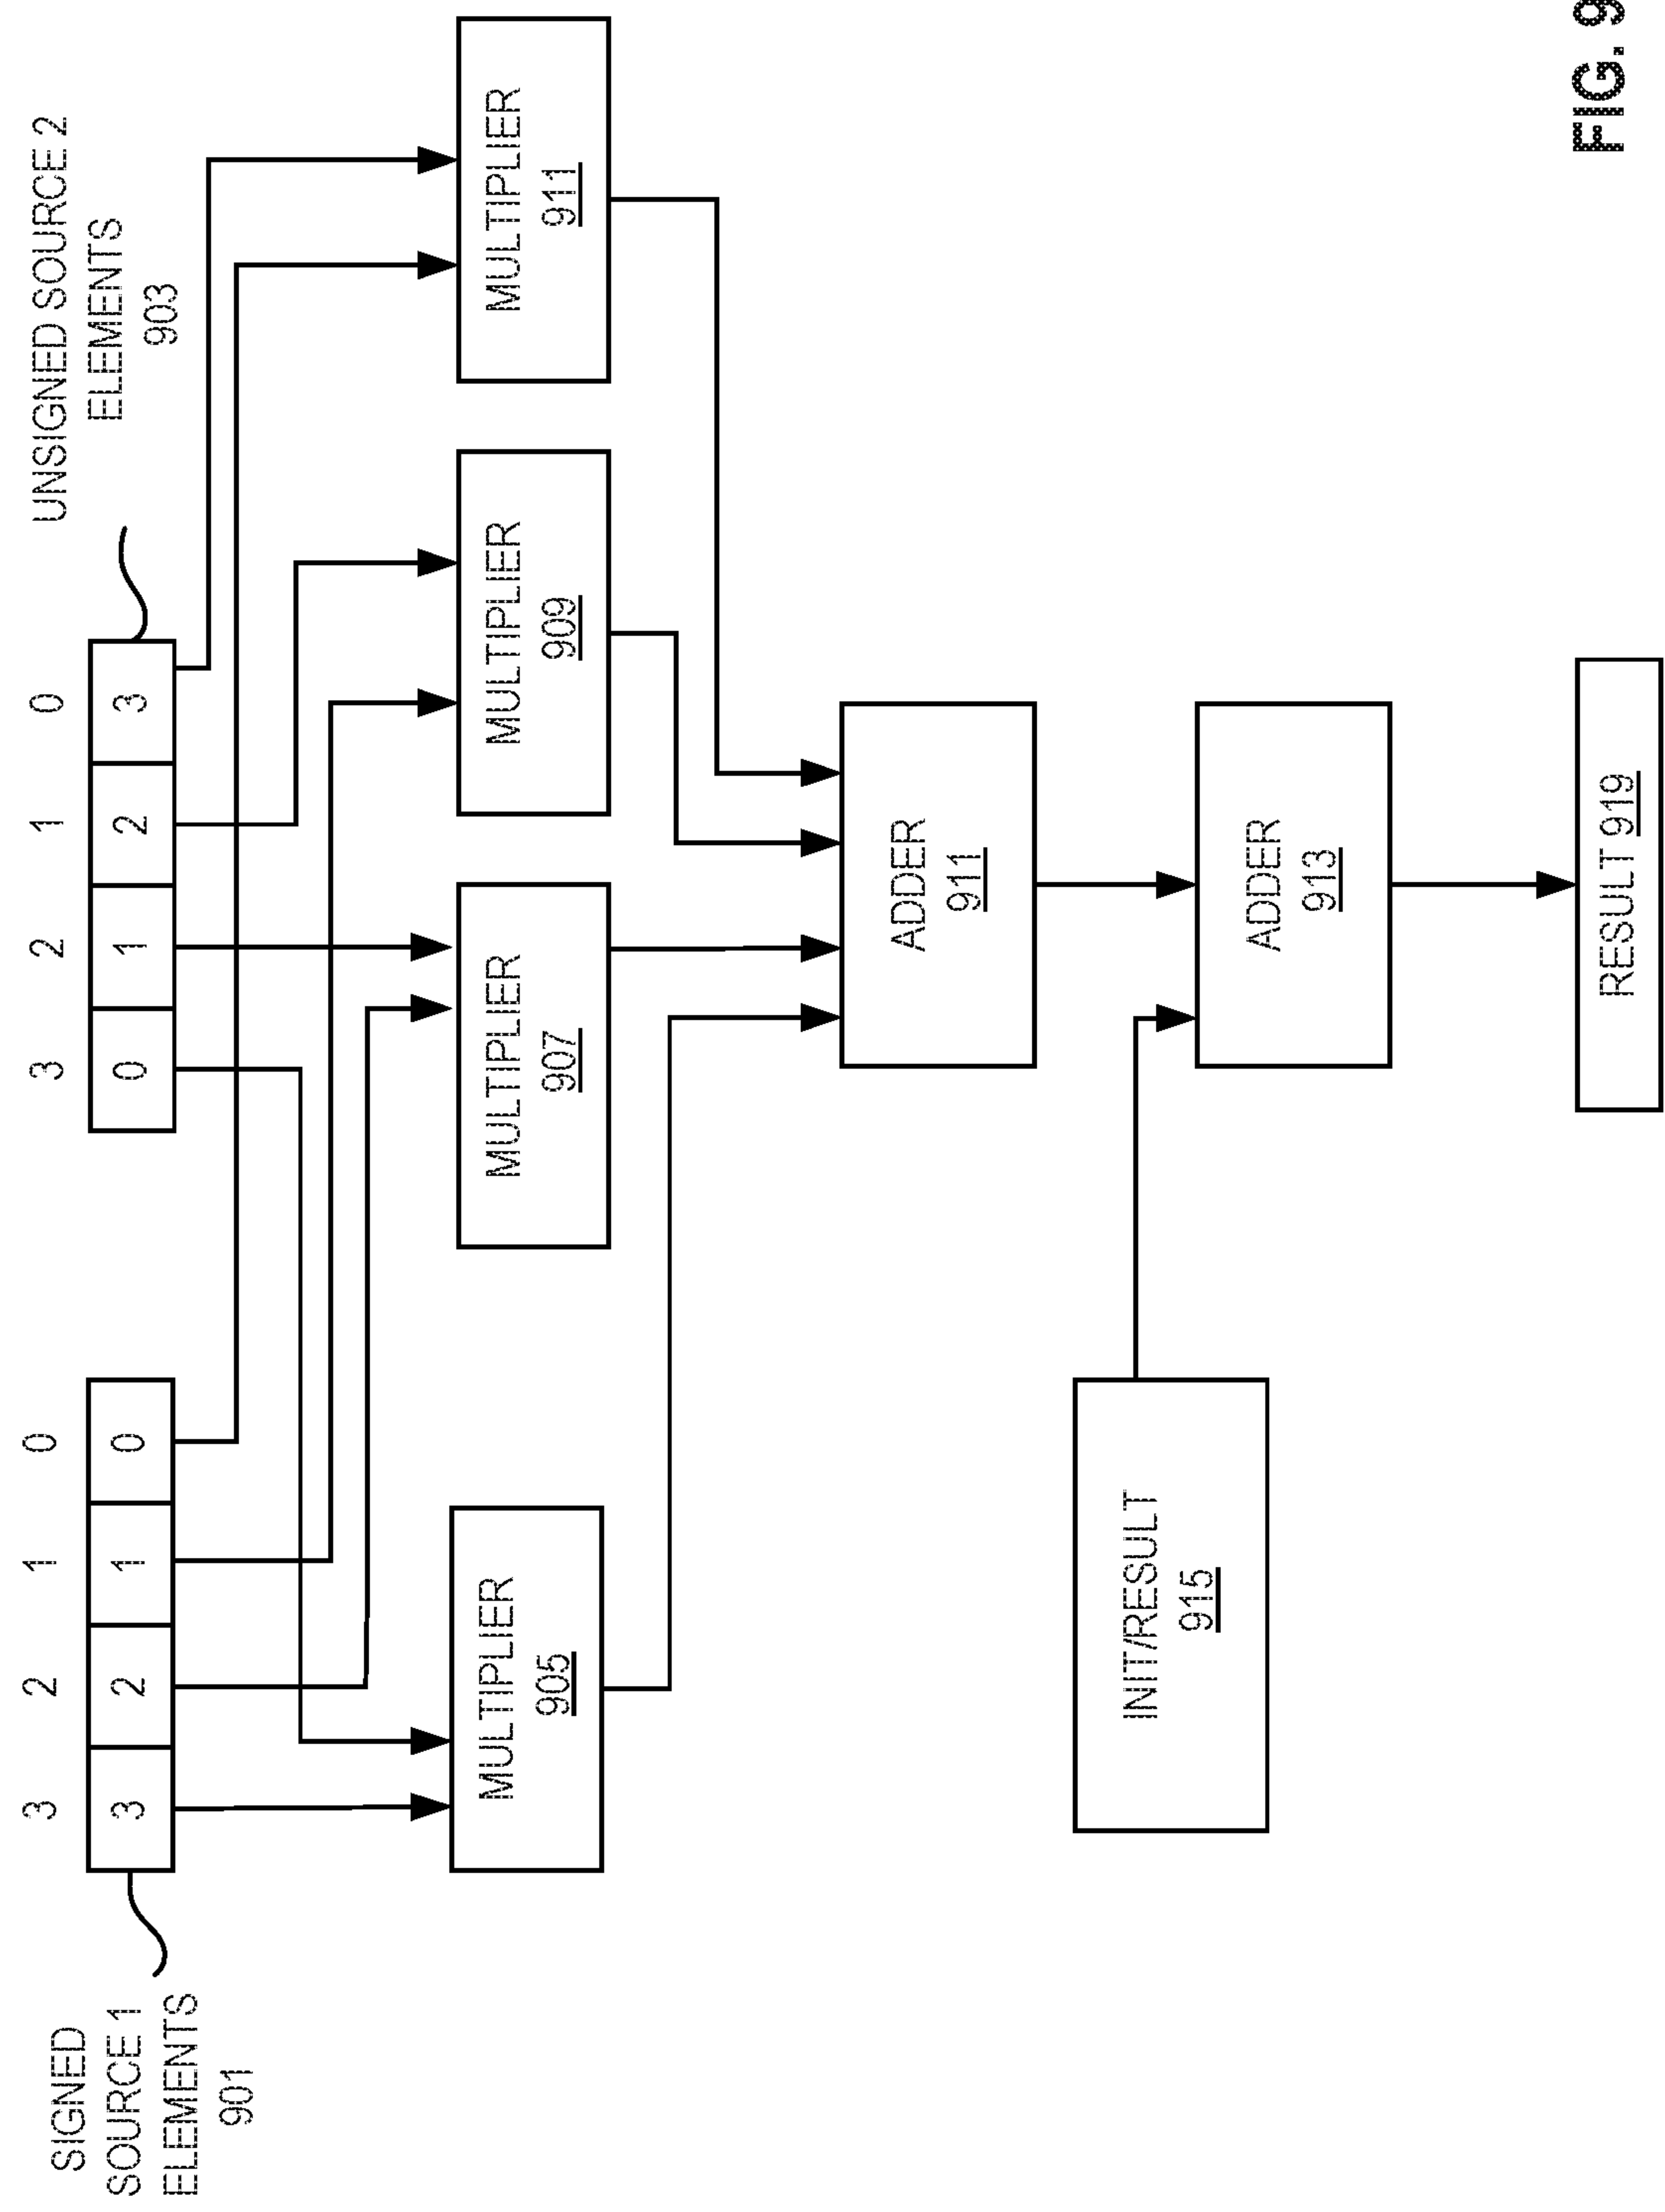 SIGNED
SOURCE 1
ELEMENTS
901
3 2 1 0
3 2 1 0
UNSIGNED SOURCE 2
ELEMENTS
903
3 2 1 0
0 1 2 3
MULTIPLIER
905
MULTIPLIER
907
MULTIPLIER
909
MULTIPLIER
911
ADDER
911
INIT/RESULT
915
ADDER
913
RESULT 919
FIG. 9